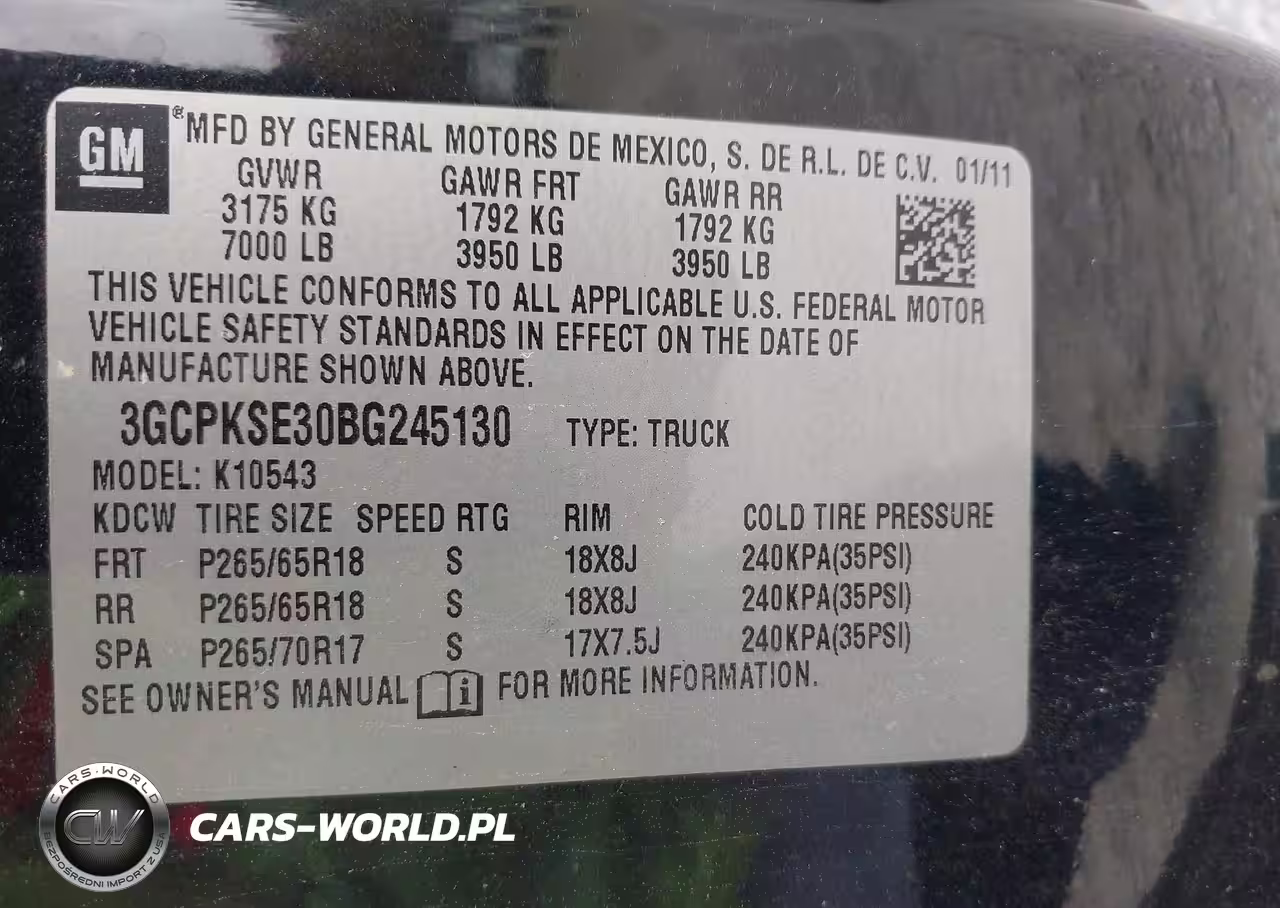 GM
® MFD BY GENERAL MOTORS DE MEXICO, S. DE R.L. DE C.V. 01/11
GVWR GAWR FRT GAWR RR
3175 KG 1792 KG 1792 KG
7000 LB 3950 LB 3950 LB
THIS VEHICLE CONFORMS TO ALL APPLICABLE U.S. FEDERAL MOTOR
VEHICLE SAFETY STANDARDS IN EFFECT ON THE DATE OF
MANUFACTURE SHOWN ABOVE.
3GCPKSE30BG245130 TYPE: TRUCK
MODEL: K10543
KDCW TIRE SIZE SPEED RTG RIM COLD TIRE PRESSURE
FRT P265/65R18 S 18X8J 240KPA(35PSI)
RR P265/65R18 S 18X8J 240KPA(35PSI)
SPA P265/70R17 S 17X7.5J 240KPA(35PSI)
SEE OWNER'S MANUAL i FOR MORE INFORMATION.
CARS-WORLD
CW
BEZPOŚREDNI IMPORT Z USA
CARS-WORLD.PL